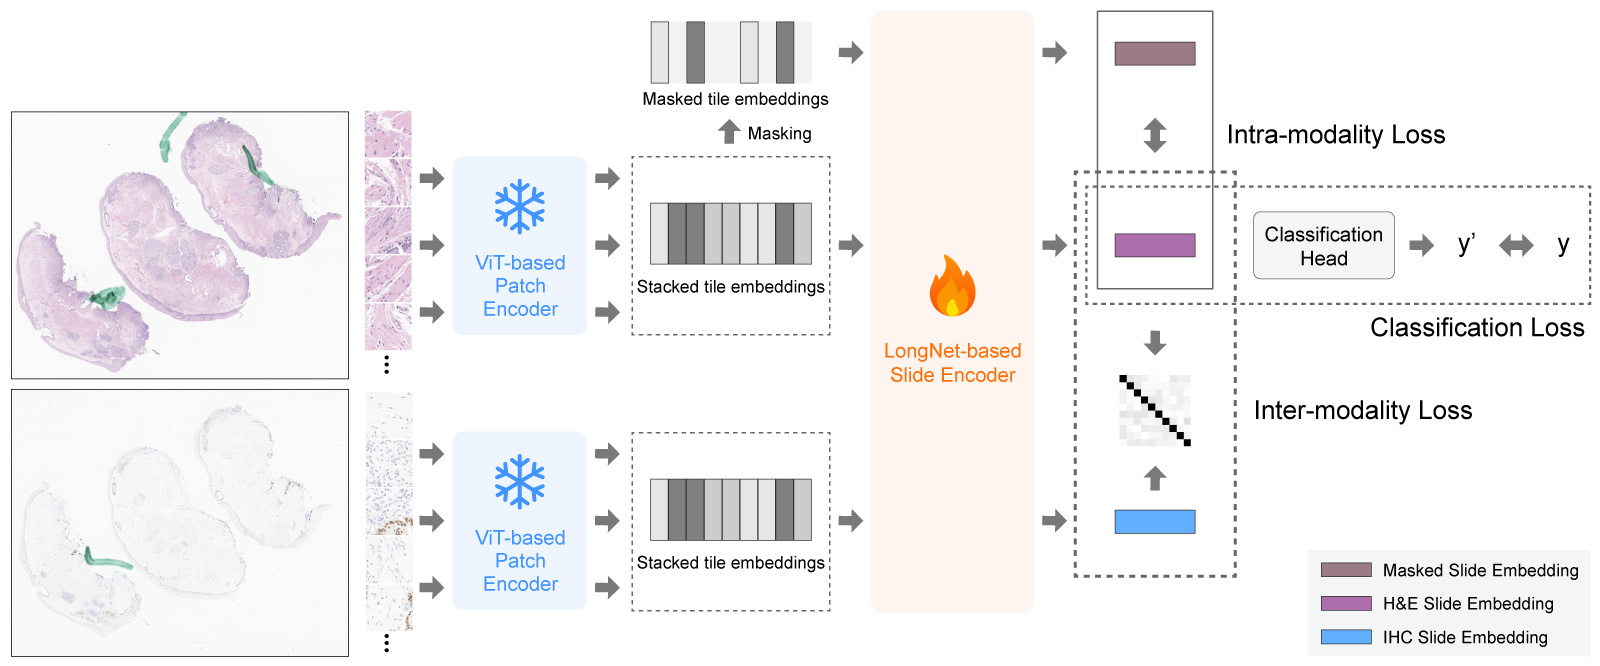 Masked tile embeddings
Masking
Intra-modality Loss
ViT-based
Patch
Encoder
Stacked tile embeddings
LongNet-based
Slide Encoder
Classification
Head
y’
y
Classification Loss
Inter-modality Loss
ViT-based
Patch
Encoder
Stacked tile embeddings
Masked Slide Embedding
H&E Slide Embedding
IHC Slide Embedding